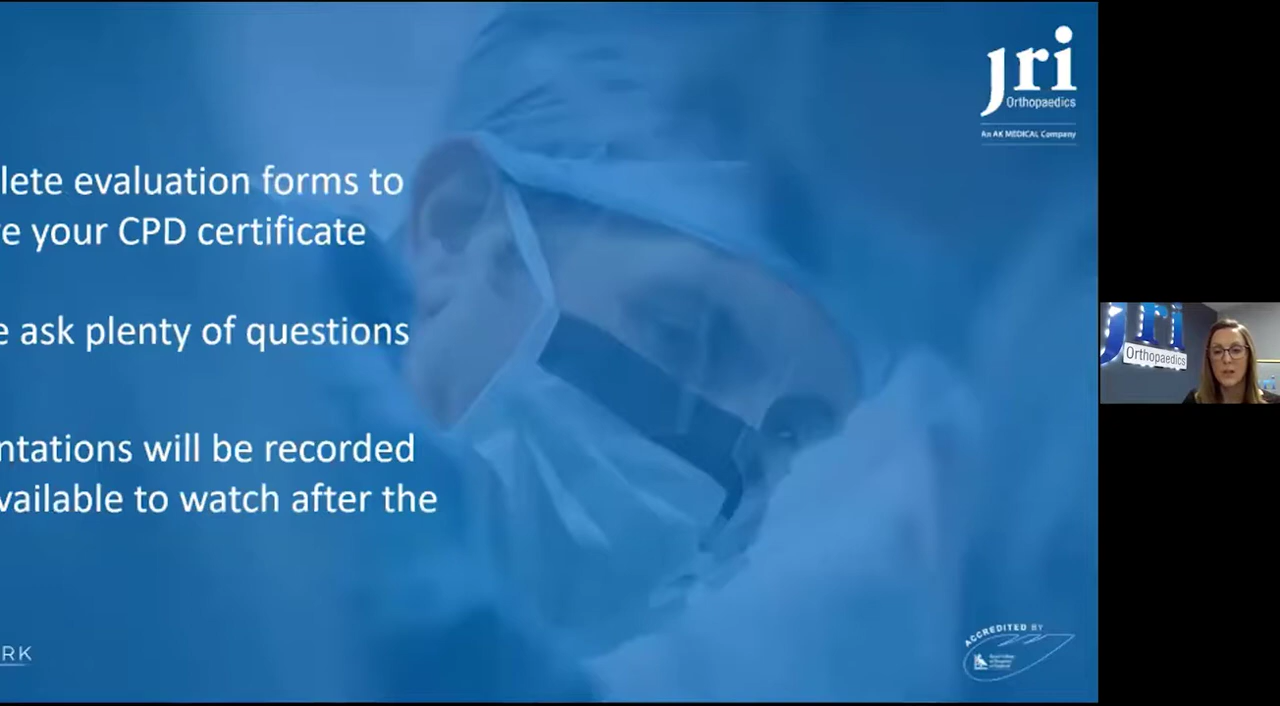 jri
Orthopaedics
An AK MEDICAL Company
lete evaluation forms to
e your CPD certificate
e ask plenty of questions
ntations will be recorded
vailable to watch after the
jri
Orthopaedics
RK
ACCREDITED BY